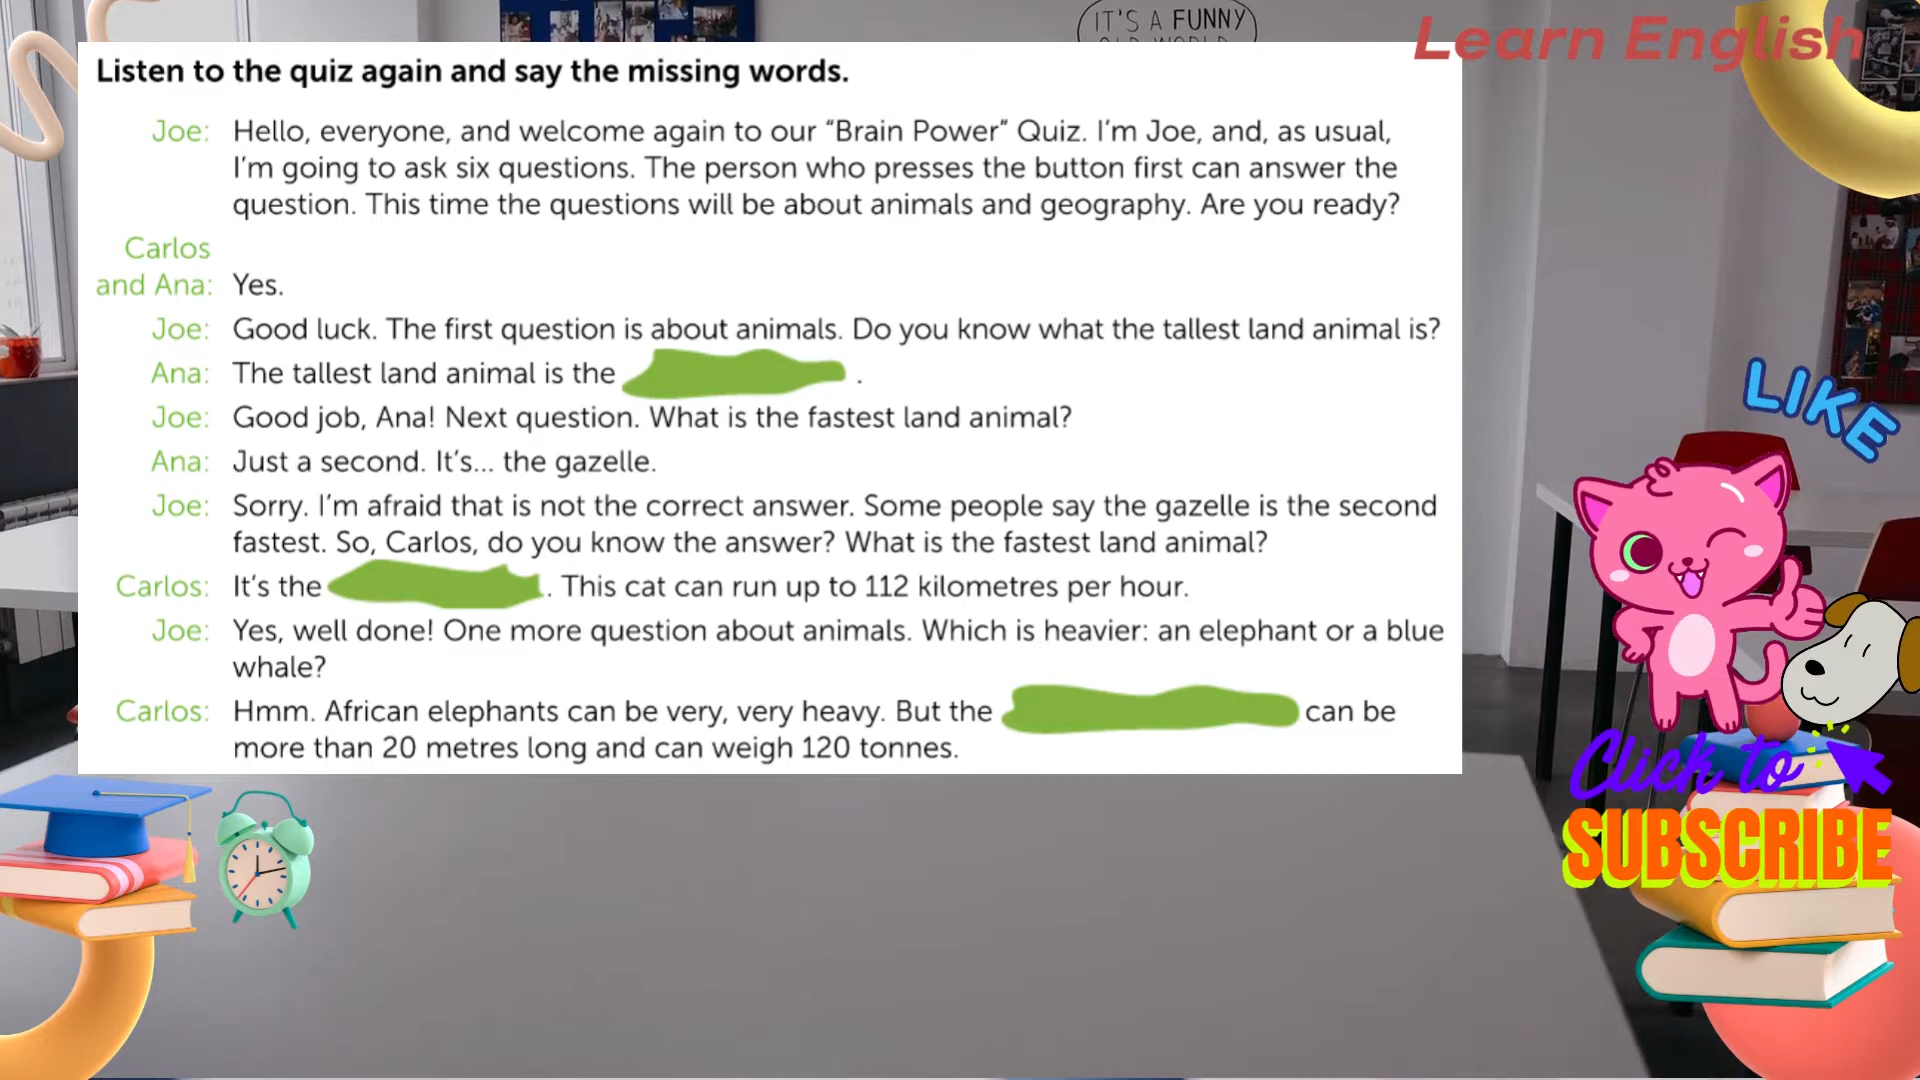 IT'S A FUNNY
OLD WORLD
Learn English
Listen to the quiz again and say the missing words.
Joe: Hello, everyone, and welcome again to our “Brain Power” Quiz. I'm Joe, and, as usual,
I'm going to ask six questions. The person who presses the button first can answer the
question. This time the questions will be about animals and geography. Are you ready?
Carlos
and Ana: Yes.
Joe: Good luck. The first question is about animals. Do you know what the tallest land animal is?
Ana: The tallest land animal is the .
Joe: Good job, Ana! Next question. What is the fastest land animal?
Ana: Just a second. It's... the gazelle.
Joe: Sorry. I'm afraid that is not the correct answer. Some people say the gazelle is the second
fastest. So, Carlos, do you know the answer? What is the fastest land animal?
Carlos: It's the . This cat can run up to 112 kilometres per hour.
Joe: Yes, well done! One more question about animals. Which is heavier: an elephant or a blue
whale?
Carlos: Hmm. African elephants can be very, very heavy. But the can be
more than 20 metres long and can weigh 120 tonnes.
LIKE
Click to
SUBSCRIBE